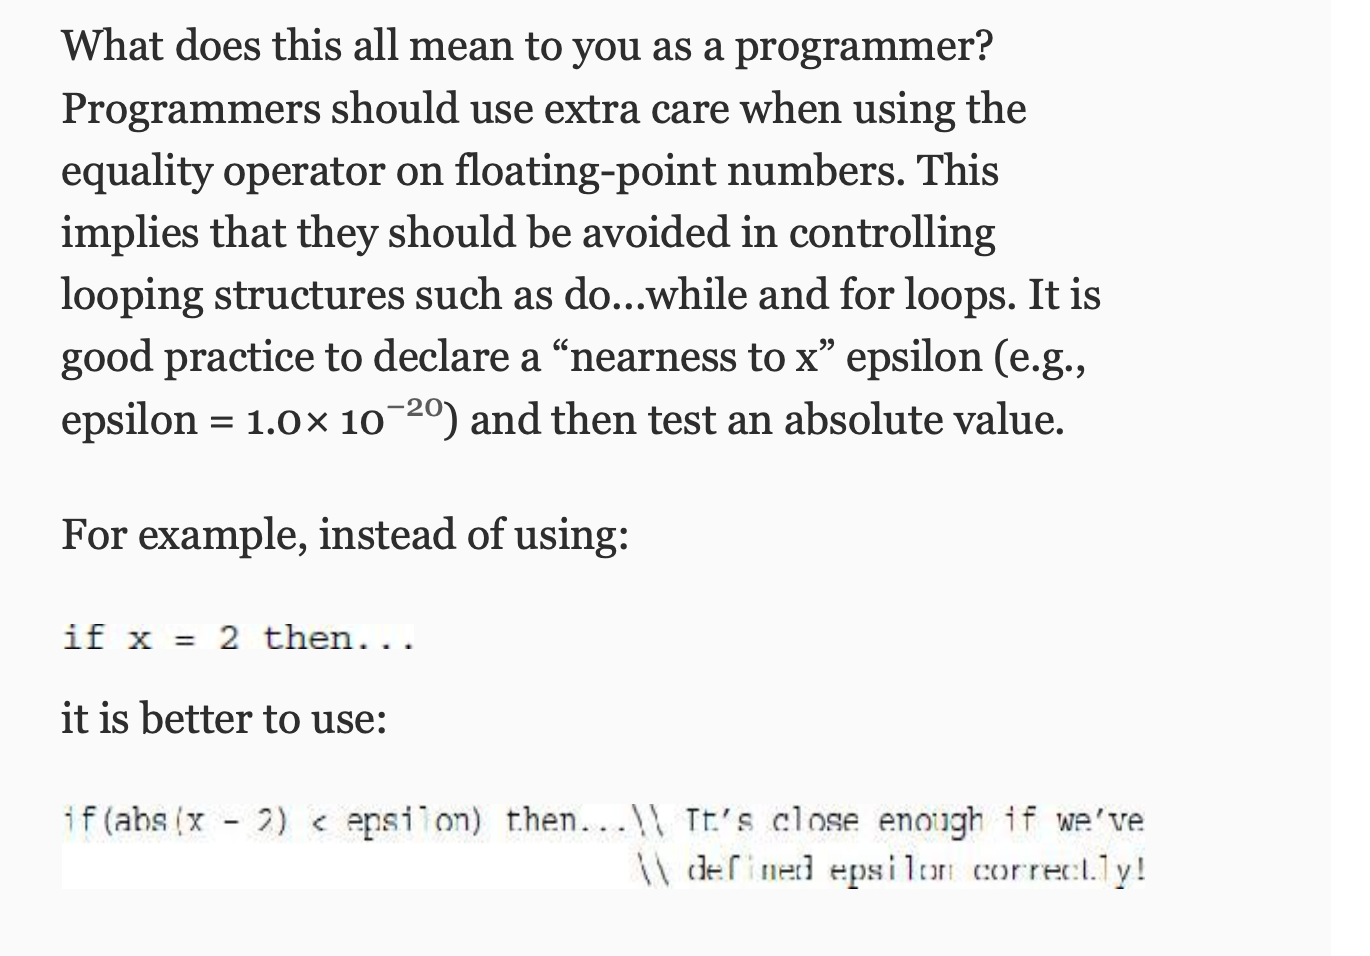 What does this all mean to you as a programmer?
Programmers should use extra care when using the
equality operator on floating-point numbers. This
implies that they should be avoided in controlling
looping structures such as do...while and for loops. It is
good practice to declare a “nearness to x” epsilon (e.g.,
epsilon = 1.0× 10⁻²⁰) and then test an absolute value.
For example, instead of using:
if x = 2 then...
it is better to use:
if(abs(x - 2) < epsilon) then...\\ It's close enough if we've
\\ defined epsilon correctly!